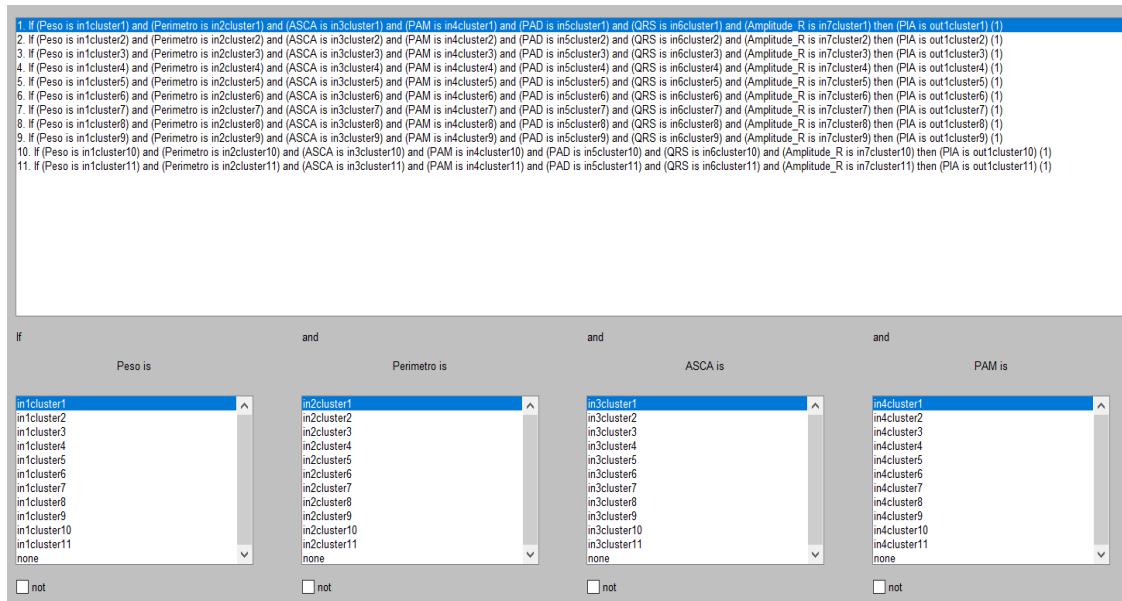 1. If (Peso is in1cluster1) and (Perimetro is in2cluster1) and (ASCA is in3cluster1) and (PAM is in4cluster1) and (PAD is in5cluster1) and (QRS is in6cluster1) and (Amplitude_R is in7cluster1) then (PIA is out1cluster1) (1)
2. If (Peso is in1cluster2) and (Perimetro is in2cluster2) and (ASCA is in3cluster2) and (PAM is in4cluster2) and (PAD is in5cluster2) and (QRS is in6cluster2) and (Amplitude_R is in7cluster2) then (PIA is out1cluster2) (1)
3. If (Peso is in1cluster3) and (Perimetro is in2cluster3) and (ASCA is in3cluster3) and (PAM is in4cluster3) and (PAD is in5cluster3) and (QRS is in6cluster3) and (Amplitude_R is in7cluster3) then (PIA is out1cluster3) (1)
4. If (Peso is in1cluster4) and (Perimetro is in2cluster4) and (ASCA is in3cluster4) and (PAM is in4cluster4) and (PAD is in5cluster4) and (QRS is in6cluster4) and (Amplitude_R is in7cluster4) then (PIA is out1cluster4) (1)
5. If (Peso is in1cluster5) and (Perimetro is in2cluster5) and (ASCA is in3cluster5) and (PAM is in4cluster5) and (PAD is in5cluster5) and (QRS is in6cluster5) and (Amplitude_R is in7cluster5) then (PIA is out1cluster5) (1)
6. If (Peso is in1cluster6) and (Perimetro is in2cluster6) and (ASCA is in3cluster6) and (PAM is in4cluster6) and (PAD is in5cluster6) and (QRS is in6cluster6) and (Amplitude_R is in7cluster6) then (PIA is out1cluster6) (1)
7. If (Peso is in1cluster7) and (Perimetro is in2cluster7) and (ASCA is in3cluster7) and (PAM is in4cluster7) and (PAD is in5cluster7) and (QRS is in6cluster7) and (Amplitude_R is in7cluster7) then (PIA is out1cluster7) (1)
8. If (Peso is in1cluster8) and (Perimetro is in2cluster8) and (ASCA is in3cluster8) and (PAM is in4cluster8) and (PAD is in5cluster8) and (QRS is in6cluster8) and (Amplitude_R is in7cluster8) then (PIA is out1cluster8) (1)
9. If (Peso is in1cluster9) and (Perimetro is in2cluster9) and (ASCA is in3cluster9) and (PAM is in4cluster9) and (PAD is in5cluster9) and (QRS is in6cluster9) and (Amplitude_R is in7cluster9) then (PIA is out1cluster9) (1)
10. If (Peso is in1cluster10) and (Perimetro is in2cluster10) and (ASCA is in3cluster10) and (PAM is in4cluster10) and (PAD is in5cluster10) and (QRS is in6cluster10) and (Amplitude_R is in7cluster10) then (PIA is out1cluster10) (1)
11. If (Peso is in1cluster11) and (Perimetro is in2cluster11) and (ASCA is in3cluster11) and (PAM is in4cluster11) and (PAD is in5cluster11) and (QRS is in6cluster11) and (Amplitude_R is in7cluster11) then (PIA is out1cluster11) (1)
If
Peso is
in1cluster1
in1cluster2
in1cluster3
in1cluster4
in1cluster5
in1cluster6
in1cluster7
in1cluster8
in1cluster9
in1cluster10
in1cluster11
none
not
and
Perimetro is
in2cluster1
in2cluster2
in2cluster3
in2cluster4
in2cluster5
in2cluster6
in2cluster7
in2cluster8
in2cluster9
in2cluster10
in2cluster11
none
not
and
ASCA is
in3cluster1
in3cluster2
in3cluster3
in3cluster4
in3cluster5
in3cluster6
in3cluster7
in3cluster8
in3cluster9
in3cluster10
in3cluster11
none
not
and
PAM is
in4cluster1
in4cluster2
in4cluster3
in4cluster4
in4cluster5
in4cluster6
in4cluster7
in4cluster8
in4cluster9
in4cluster10
in4cluster11
none
not